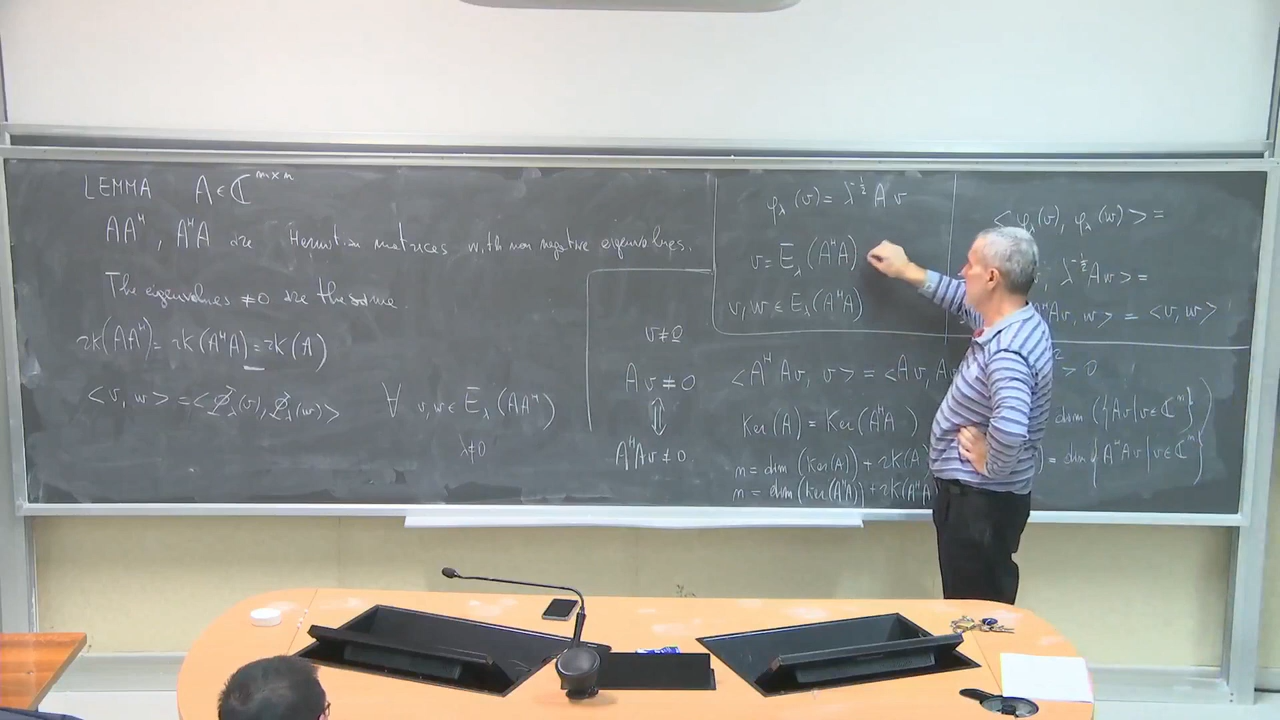 LEMMA A ∈ ℂ^{m×n}
AA^H, A^HA are Hermitian matrices with non negative eigenvalues.
The eigenvalues ≠0 are the same.
rk(AA^H) = rk(A^HA) = rk(A)
<v, w> = <φ_λ(v), φ_λ(w)> ∀ v,w ∈ E_λ(AA^H)
λ≠0
v≠0
Av ≠ 0
⇕
A^HAv ≠ 0
φ_λ(v) = λ^{-1/2} A v
v = E_λ(A^HA)
v, w ∈ E_λ(A^HA)
<φ_λ(v), φ_λ(w)> =
λ^{-1/2}Aw> =
Av, w> = <v, w>
<A^HAv, v> = <Av, A
> 0
Ker(A) = Ker(A^HA)
n = dim(Ker(A)) + rk(A
n = dim(Ker(A^HA)) + rk(A^HA
dim({Av | v∈ℂ^n})
= dim{A^HAv | v∈ℂ^n}